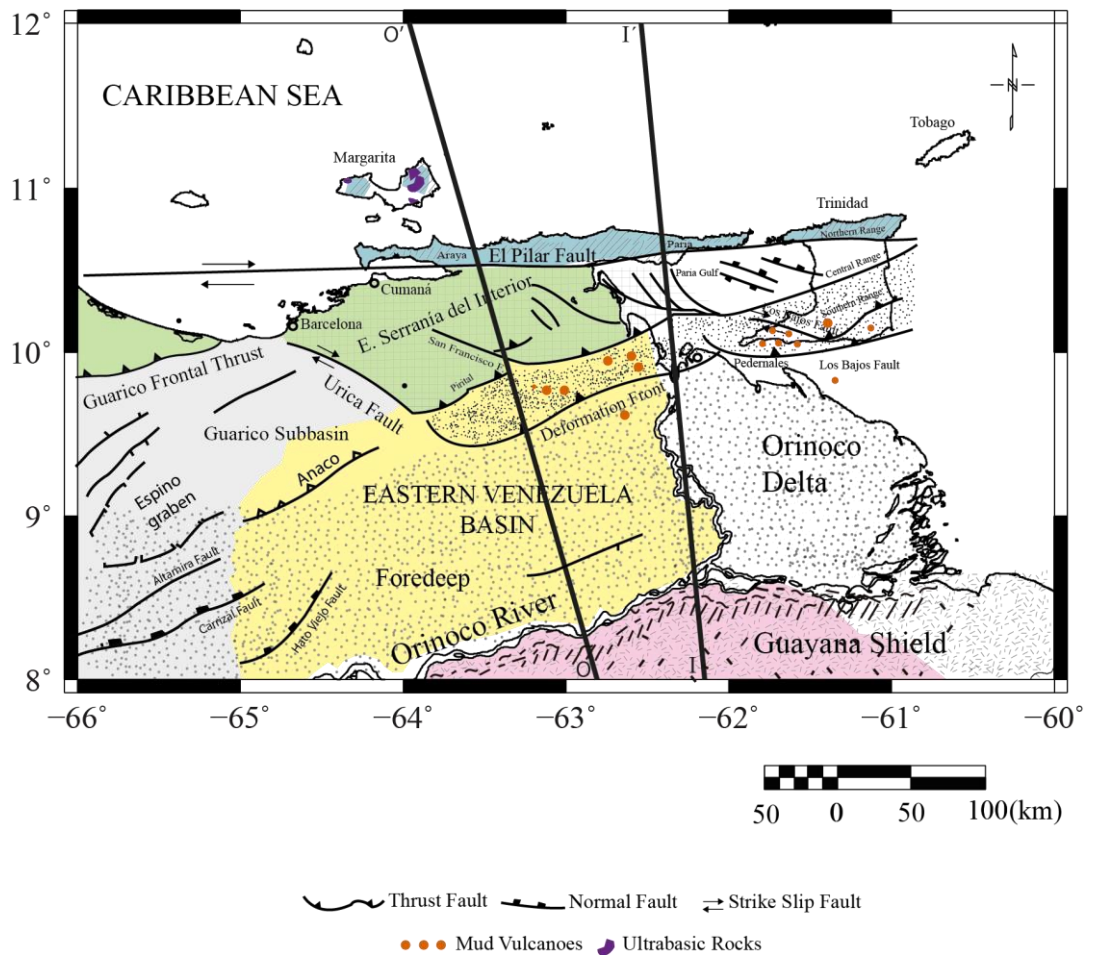 12°
O'
I´
CARIBBEAN SEA
N
Tobago
Margarita
11°
Trinidad
Northern Range
Araya
El Pilar Fault
Paria
Central Range
Paria Gulf
Cumaná
E. Serranía del Interior
Southern Range
Los Bajos F
Barcelona
San Francisco F
10°
Guarico Frontal Thrust
Pirital
Pedernales
Los Bajos Fault
Urica Fault
Deformation Front
Guarico Subbasin
Orinoco
Delta
Anaco
Espino
graben
EASTERN VENEZUELA
BASIN
9°
Altamira Fault
Foredeep
Carrizal Fault
Hato Viejo Fault
Orinoco River
Guayana Shield
O
I
8°
−66° −65° −64° −63° −62° −61° −60°
50 0 50 100(km)
Thrust Fault Normal Fault Strike Slip Fault
Mud Vulcanoes Ultrabasic Rocks